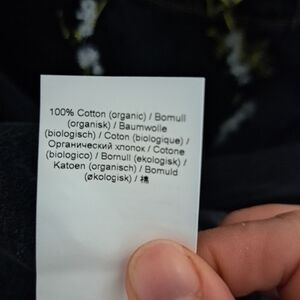 100% Cotton (organic) / Bomull
(organisk) / Baumwolle
(biologisch) / Coton (biologique) /
Органический хлопок / Cotone
(biologico) / Bomull (ekologisk) /
Katoen (organisch) / Bomuld
(økologisk) / 棉